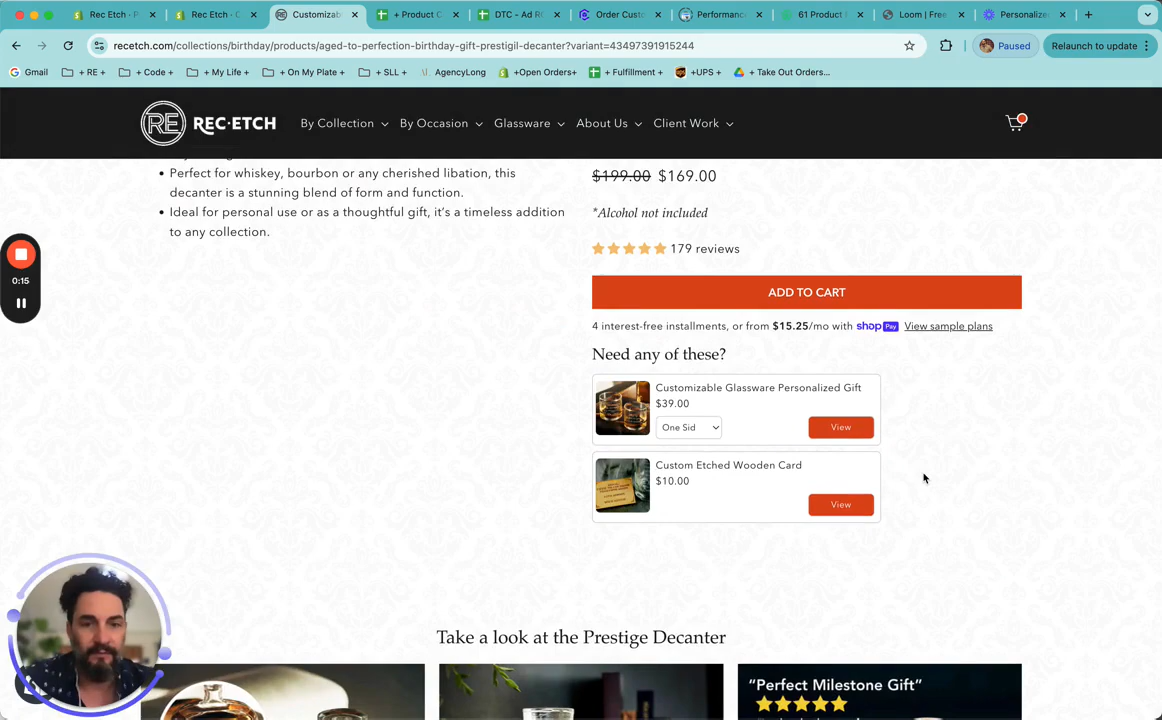 Rec Etch · P
Rec Etch · C
Customizabl
+ Product C
DTC – Ad R
Order Custo
Performanc
61 Product
Loom | Free
Personalize
recetch.com/collections/birthday/products/aged-to-perfection-birthday-gift-prestigil-decanter?variant=43497391915244
Paused
Relaunch to update
Gmail
+ RE +
+ Code +
+ My Life +
+ On My Plate +
+ SLL +
AgencyLong
+Open Orders+
+ Fulfillment +
+UPS +
+ Take Out Orders...
RE REC·ETCH
By Collection
By Occasion
Glassware
About Us
Client Work
• Perfect for whiskey, bourbon or any cherished libation, this
decanter is a stunning blend of form and function.
• Ideal for personal use or as a thoughtful gift, it's a timeless addition
to any collection.
$199.00 $169.00
*Alcohol not included
179 reviews
ADD TO CART
4 interest-free installments, or from $15.25/mo with shop Pay View sample plans
Need any of these?
Customizable Glassware Personalized Gift
$39.00
One Sid
View
Custom Etched Wooden Card
$10.00
View
0:15
Take a look at the Prestige Decanter
"Perfect Milestone Gift"